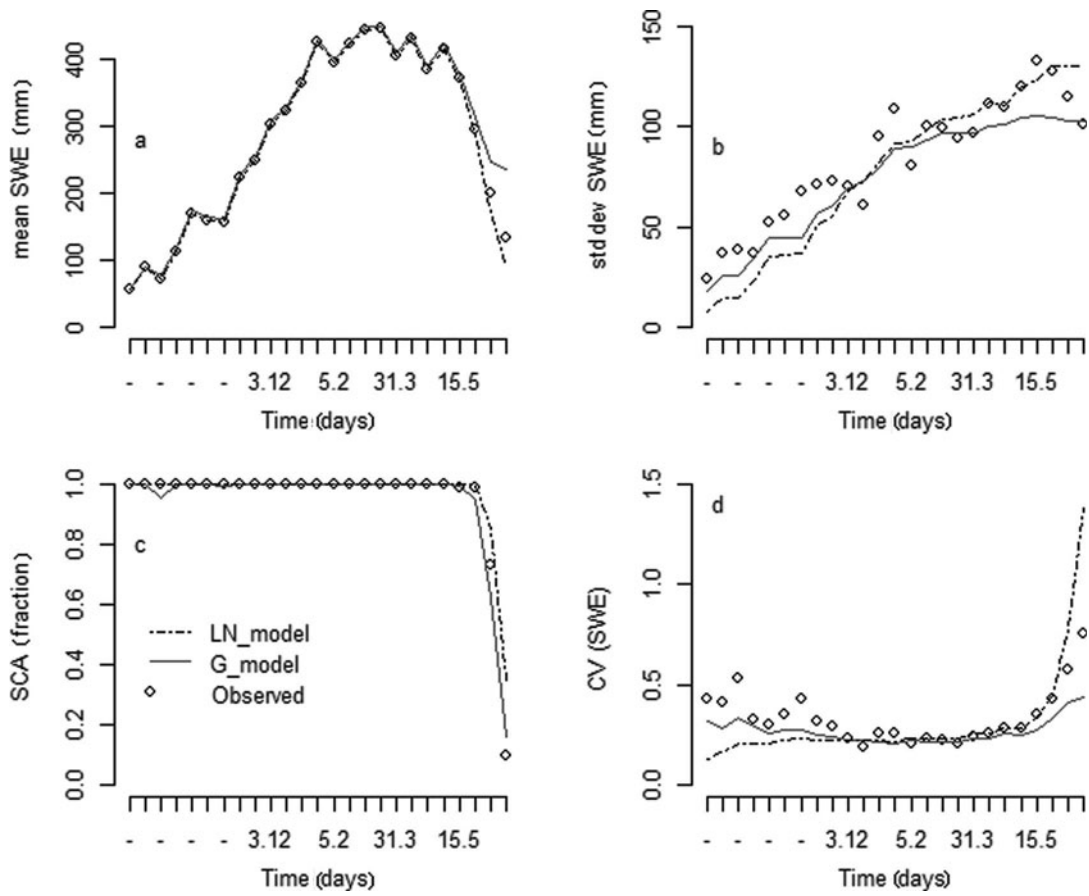 mean SWE (mm)
0 100 200 300 400
a
- - - 3.12 5.2 31.3 15.5
Time (days)
std dev SWE (mm)
0 50 100 150
b
- - - 3.12 5.2 31.3 15.5
Time (days)
SCA (fraction)
0.0 0.2 0.4 0.6 0.8 1.0
c
LN_model
G_model
Observed
- - - 3.12 5.2 31.3 15.5
Time (days)
CV (SWE)
0.0 0.5 1.0 1.5
d
- - - 3.12 5.2 31.3 15.5
Time (days)